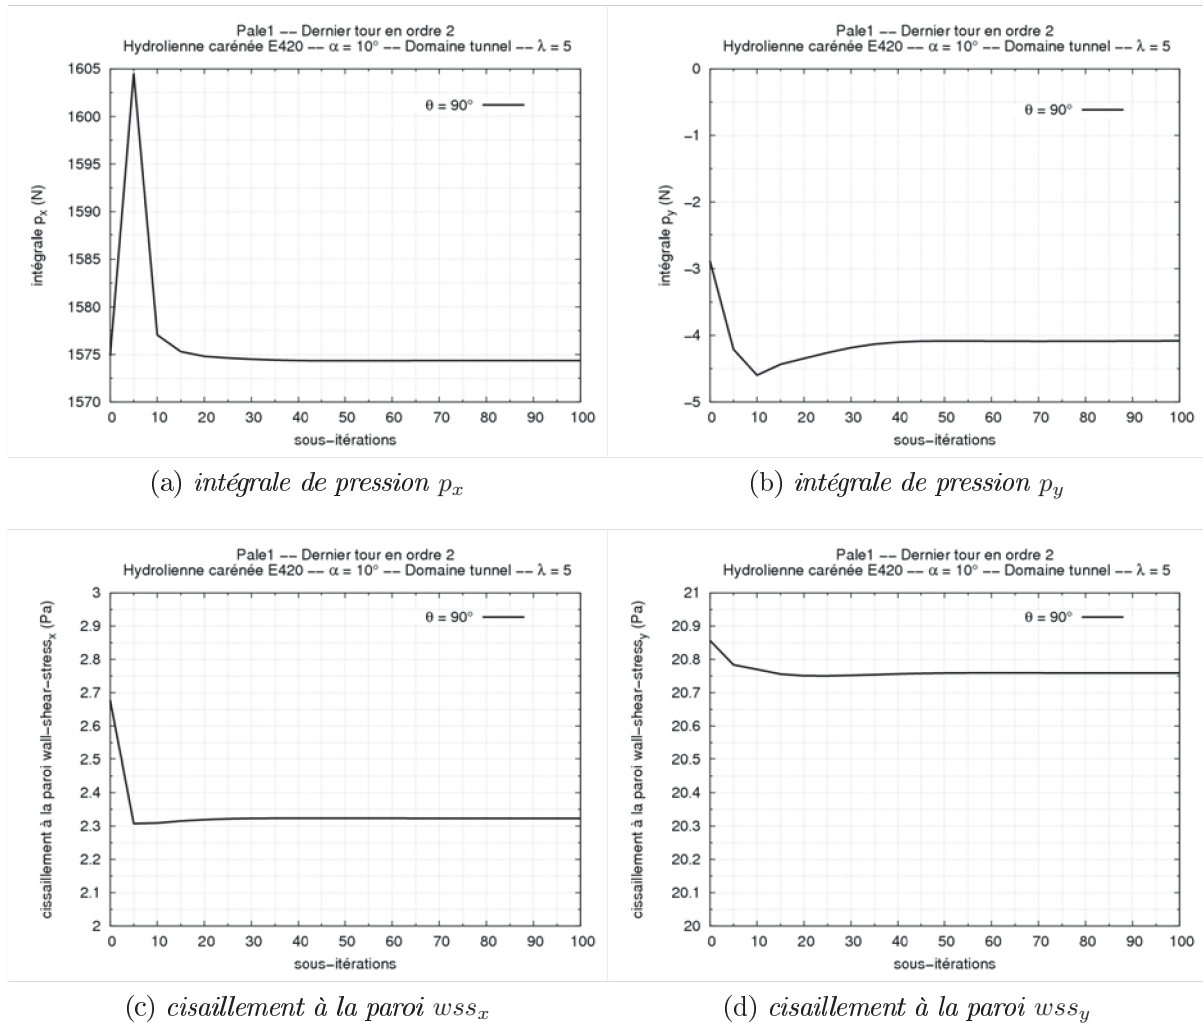 Pale1 −− Dernier tour en ordre 2
Hydrolienne carénée E420 −− α = 10° −− Domaine tunnel −− λ = 5
1605
1600
1595
1590
1585
1580
1575
1570
intégrale pₓ (N)
θ = 90°
0 10 20 30 40 50 60 70 80 90 100
sous−itérations
(a) intégrale de pression pₓ
Pale1 −− Dernier tour en ordre 2
Hydrolienne carénée E420 −− α = 10° −− Domaine tunnel −− λ = 5
0
−1
−2
−3
−4
−5
intégrale p_y (N)
θ = 90°
0 10 20 30 40 50 60 70 80 90 100
sous−itérations
(b) intégrale de pression p_y
Pale1 −− Dernier tour en ordre 2
Hydrolienne carénée E420 −− α = 10° −− Domaine tunnel −− λ = 5
3
2.9
2.8
2.7
2.6
2.5
2.4
2.3
2.2
2.1
2
cissaillement à la paroi wall−shear−stressₓ (Pa)
θ = 90°
0 10 20 30 40 50 60 70 80 90 100
sous−itérations
(c) cisaillement à la paroi wssₓ
Pale1 −− Dernier tour en ordre 2
Hydrolienne carénée E420 −− α = 10° −− Domaine tunnel −− λ = 5
21
20.9
20.8
20.7
20.6
20.5
20.4
20.3
20.2
20.1
20
cissaillement à la paroi wall−shear−stress_y (Pa)
θ = 90°
0 10 20 30 40 50 60 70 80 90 100
sous−itérations
(d) cisaillement à la paroi wss_y